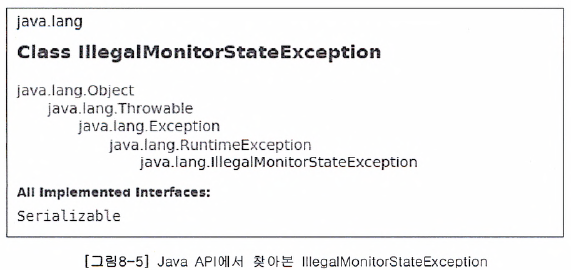 java.lang
Class IllegalMonitorStateException
java.lang.Object
java.lang.Throwable
java.lang.Exception
java.lang.RuntimeException
java.lang.IllegalMonitorStateException
All Implemented Interfaces:
Serializable
[그림8-5] Java API에서 찾아본 IllegalMonitorStateException